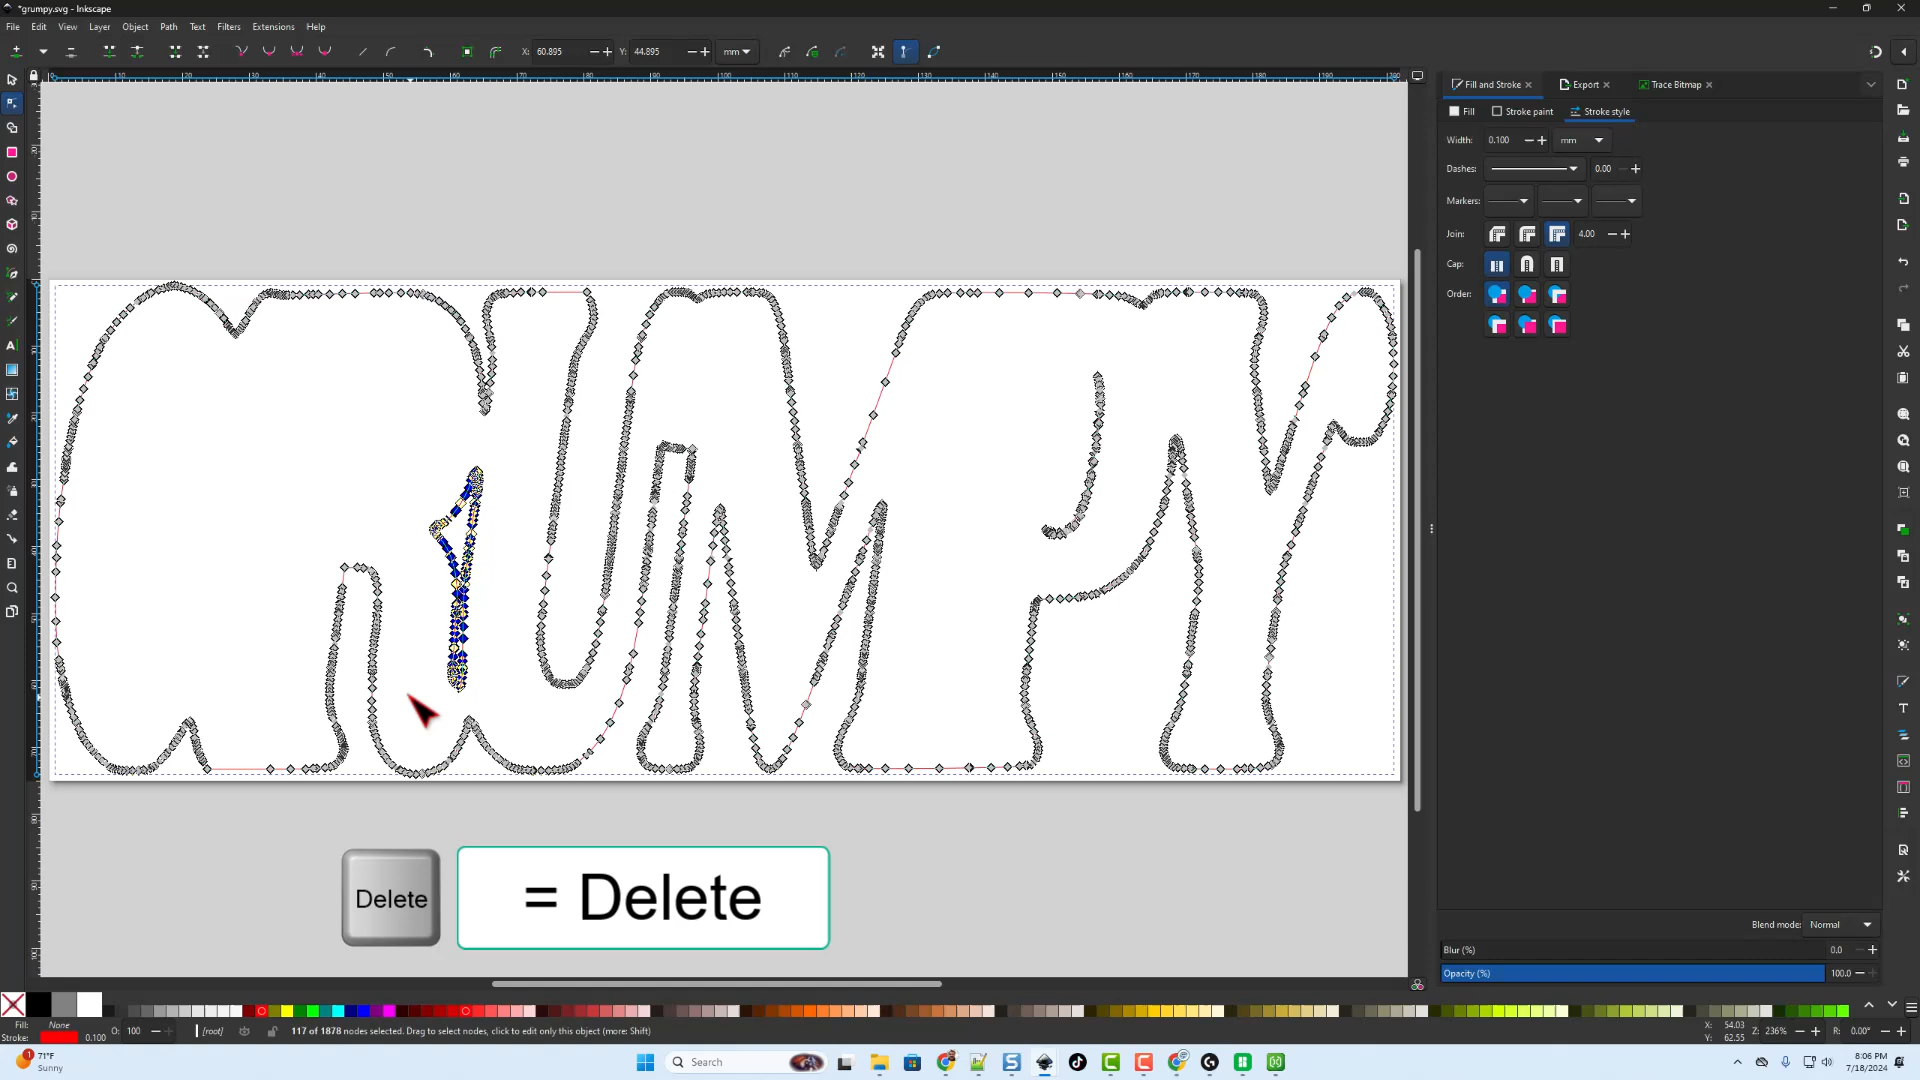 *grumpy.svg - Inkscape
File Edit View Layer Object Path Text Filters Extensions Help
X: 60.895 Y: 44.895 mm
Fill and Stroke Export Trace Bitmap
Fill Stroke paint Stroke style
Width: 0.100 mm
Dashes: 0.00
Markers:
Join: 4.00
Cap:
Order:
Delete = Delete
Blend mode: Normal
Blur (%) 0.0
Opacity (%) 100.0
Fill: None O: 100 [root] 117 of 1878 nodes selected. Drag to select nodes, click to edit only this object (more: Shift) X: 54.03 Z: 236% R: 0.00°
Stroke: 0.100 Y: 62.55
71°F
Sunny
Search
8:06 PM
7/18/2024